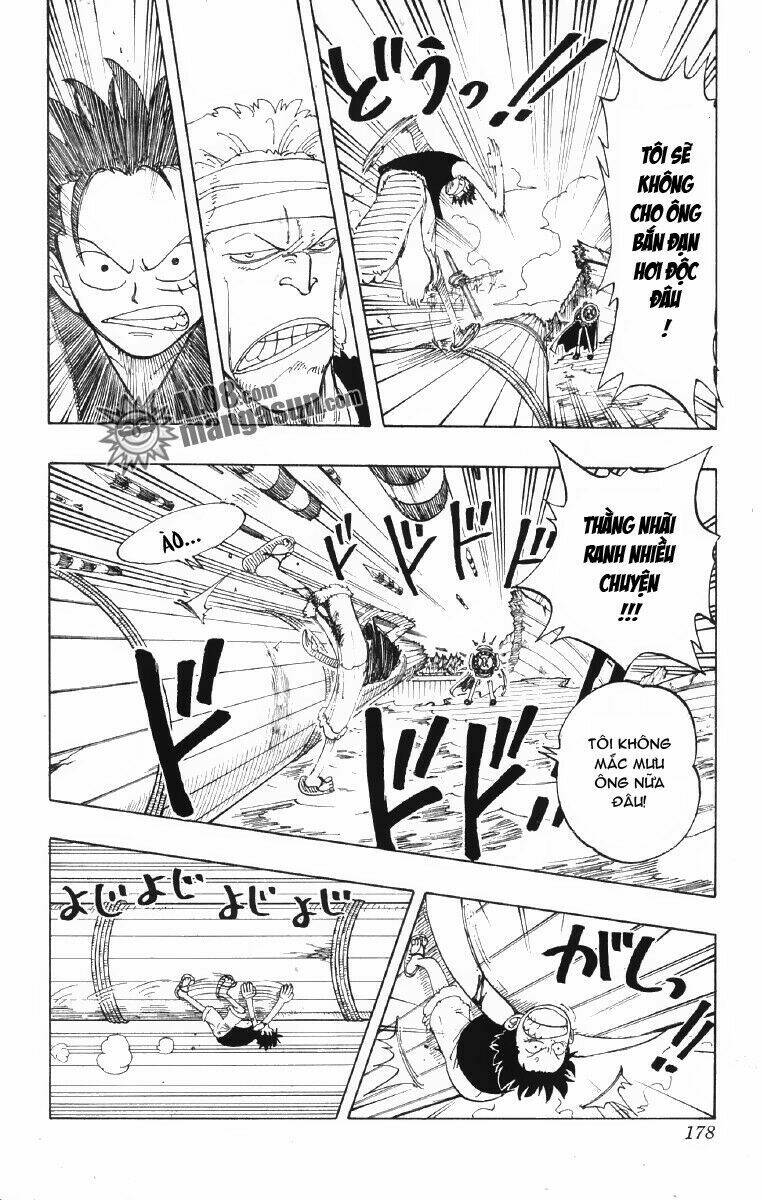 どうっ!!
TÔI SẼ
KHÔNG
CHO ÔNG
BẮN ĐẠN
HƠI ĐỘC
ĐÂU
!
ALO8.com
mangasun.com
THẰNG NHÃI
RANH NHIỀU
CHUYỆN
!!!
ÀO...
ドドドド
ドドド
TÔI KHÔNG
MẮC MƯU
ÔNG NỮA
ĐÂU!
よじ よじ よじ よじ
がしっ!!
178